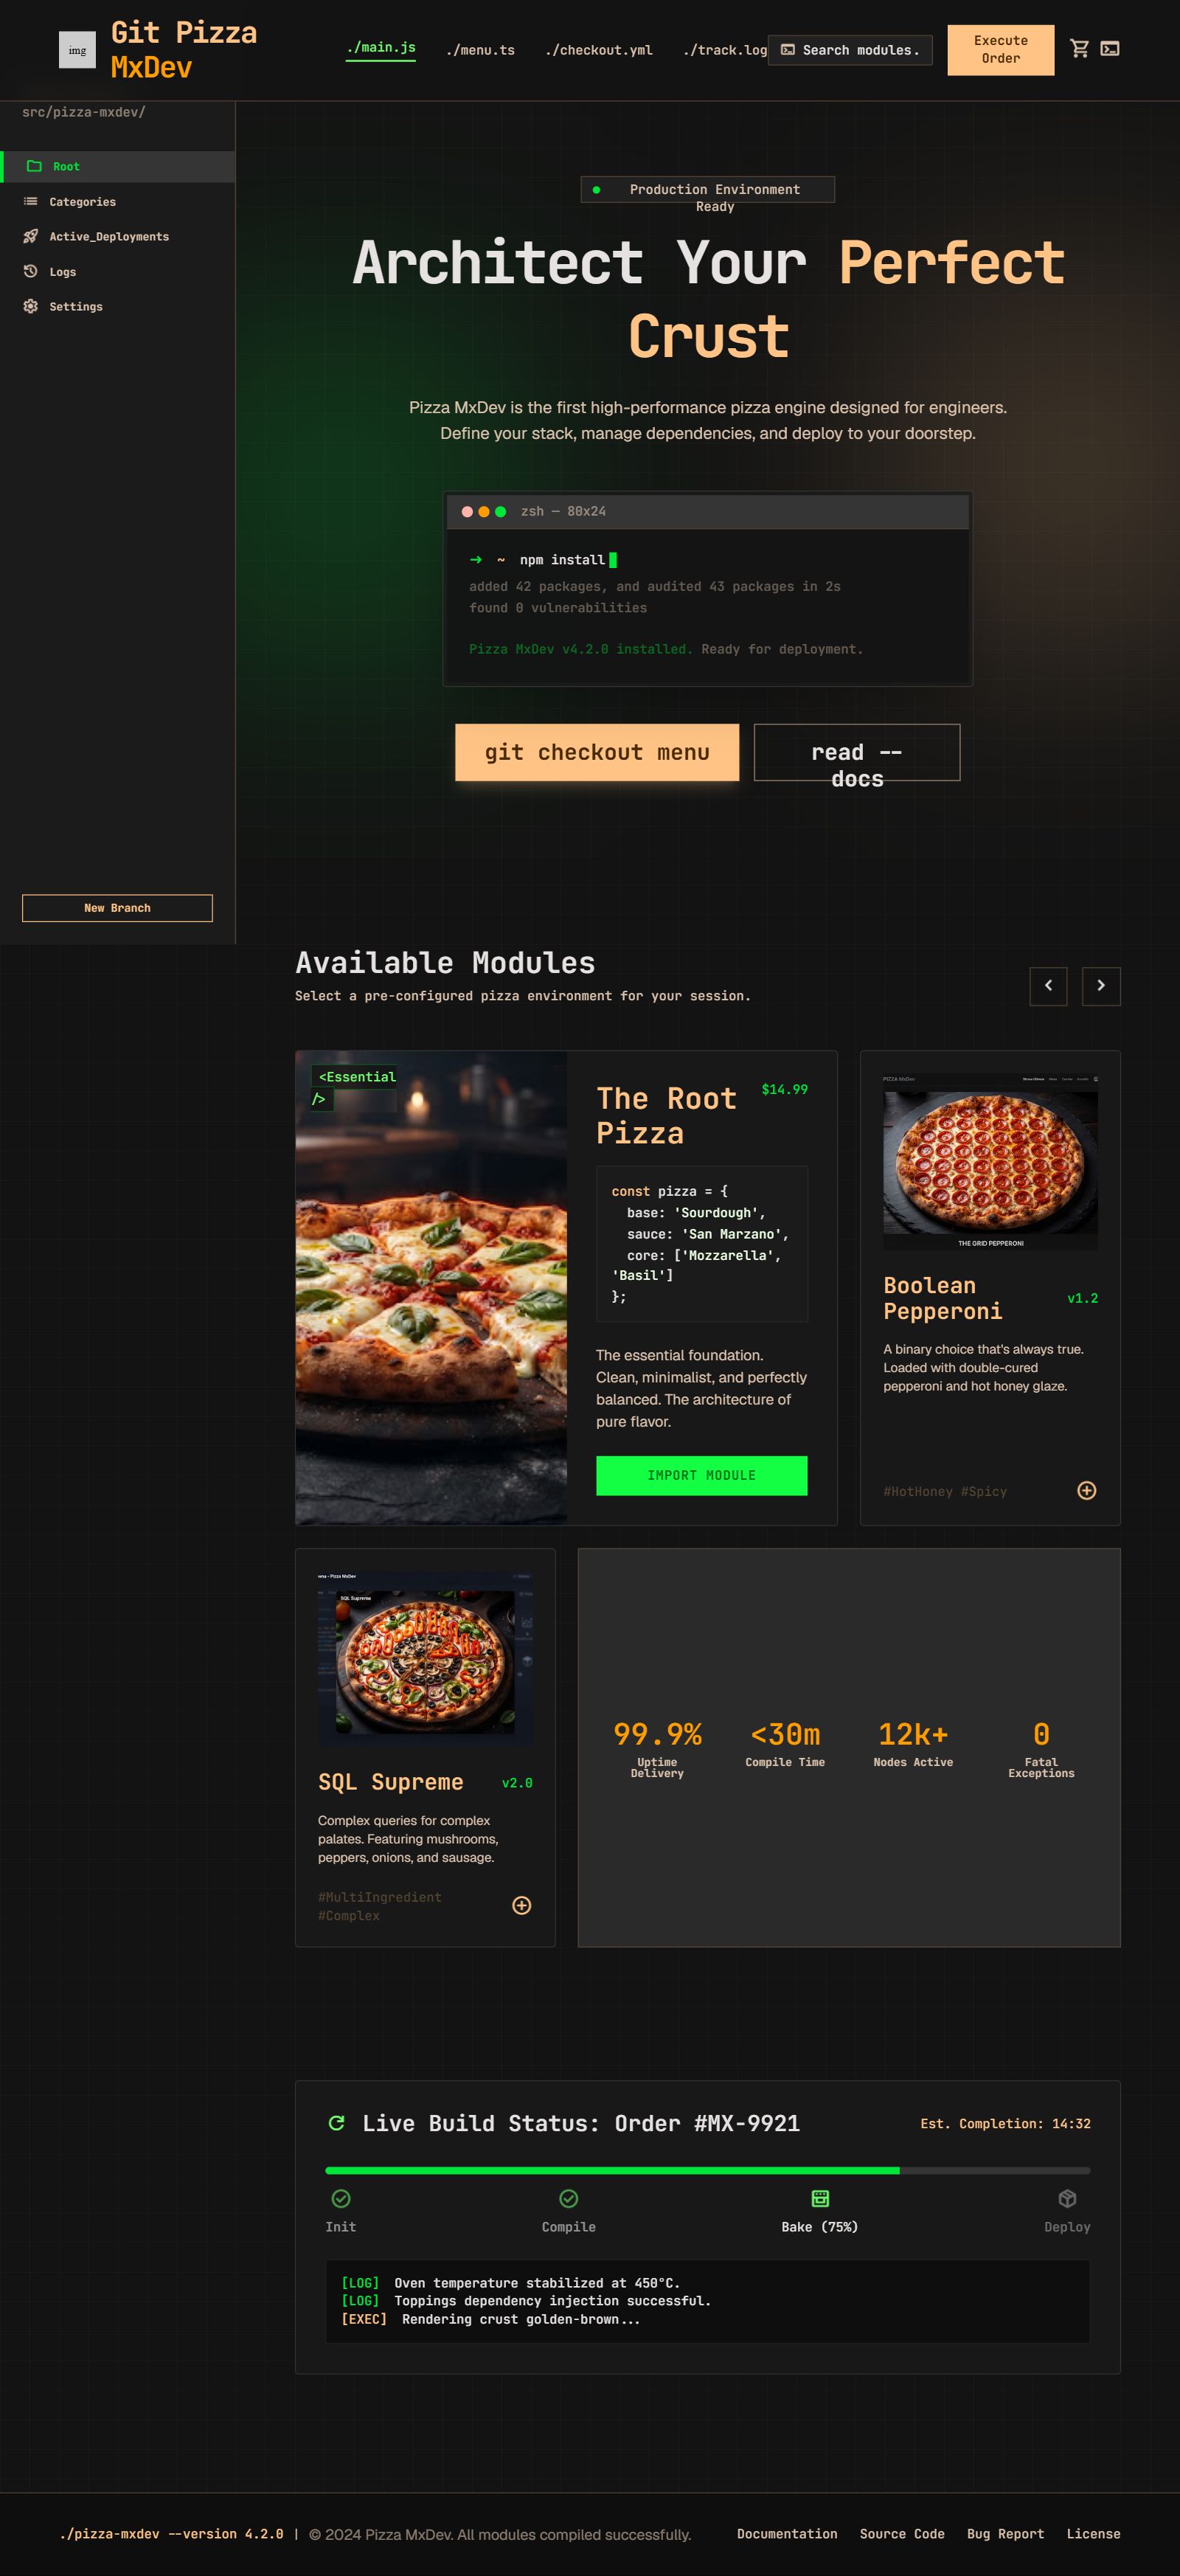 img
Git Pizza
MxDev
./main.js
./menu.ts
./checkout.yml
./track.log
Search modules.
Execute
Order
src/pizza-mxdev/
Root
Categories
Active_Deployments
Logs
Settings
New Branch
Production Environment
Ready
Architect Your Perfect
Crust
Pizza MxDev is the first high-performance pizza engine designed for engineers.
Define your stack, manage dependencies, and deploy to your doorstep.
zsh — 80x24
➜ ~ npm install
added 42 packages, and audited 43 packages in 2s
found 0 vulnerabilities
Pizza MxDev v4.2.0 installed. Ready for deployment.
git checkout menu
read --
docs
Available Modules
Select a pre-configured pizza environment for your session.
<Essential
/>
The Root
Pizza
$14.99
const pizza = {
base: 'Sourdough',
sauce: 'San Marzano',
core: ['Mozzarella',
'Basil']
};
The essential foundation.
Clean, minimalist, and perfectly
balanced. The architecture of
pure flavor.
IMPORT MODULE
PIZZA MxDev
THE GRID PEPPERONI
Boolean
Pepperoni
v1.2
A binary choice that's always true.
Loaded with double-cured
pepperoni and hot honey glaze.
#HotHoney #Spicy
Pizza MxDev
SQL Supreme
SQL Supreme
v2.0
Complex queries for complex
palates. Featuring mushrooms,
peppers, onions, and sausage.
#MultiIngredient
#Complex
99.9%
Uptime
Delivery
<30m
Compile Time
12k+
Nodes Active
0
Fatal
Exceptions
Live Build Status: Order #MX-9921
Est. Completion: 14:32
Init
Compile
Bake (75%)
Deploy
[LOG] Oven temperature stabilized at 450°C.
[LOG] Toppings dependency injection successful.
[EXEC] Rendering crust golden-brown...
./pizza-mxdev --version 4.2.0 | © 2024 Pizza MxDev. All modules compiled successfully.
Documentation
Source Code
Bug Report
License